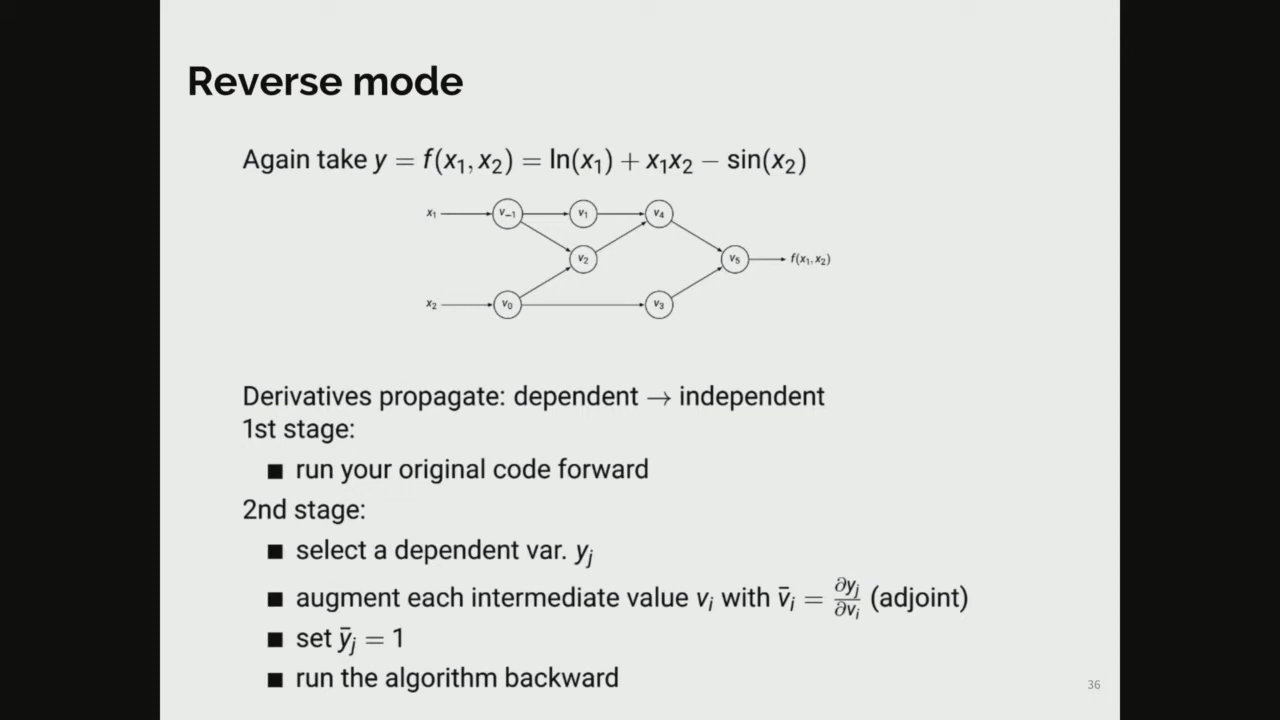 Reverse mode
Again take y = f(x₁, x₂) = ln(x₁) + x₁x₂ − sin(x₂)
x₁ v₋₁ v₁ v₄
v₂ v₅ f(x₁, x₂)
x₂ v₀ v₃
Derivatives propagate: dependent → independent
1st stage:
■ run your original code forward
2nd stage:
■ select a dependent var. yⱼ
■ augment each intermediate value vᵢ with v̄ᵢ = ∂yⱼ/∂vᵢ (adjoint)
■ set ȳⱼ = 1
■ run the algorithm backward
36